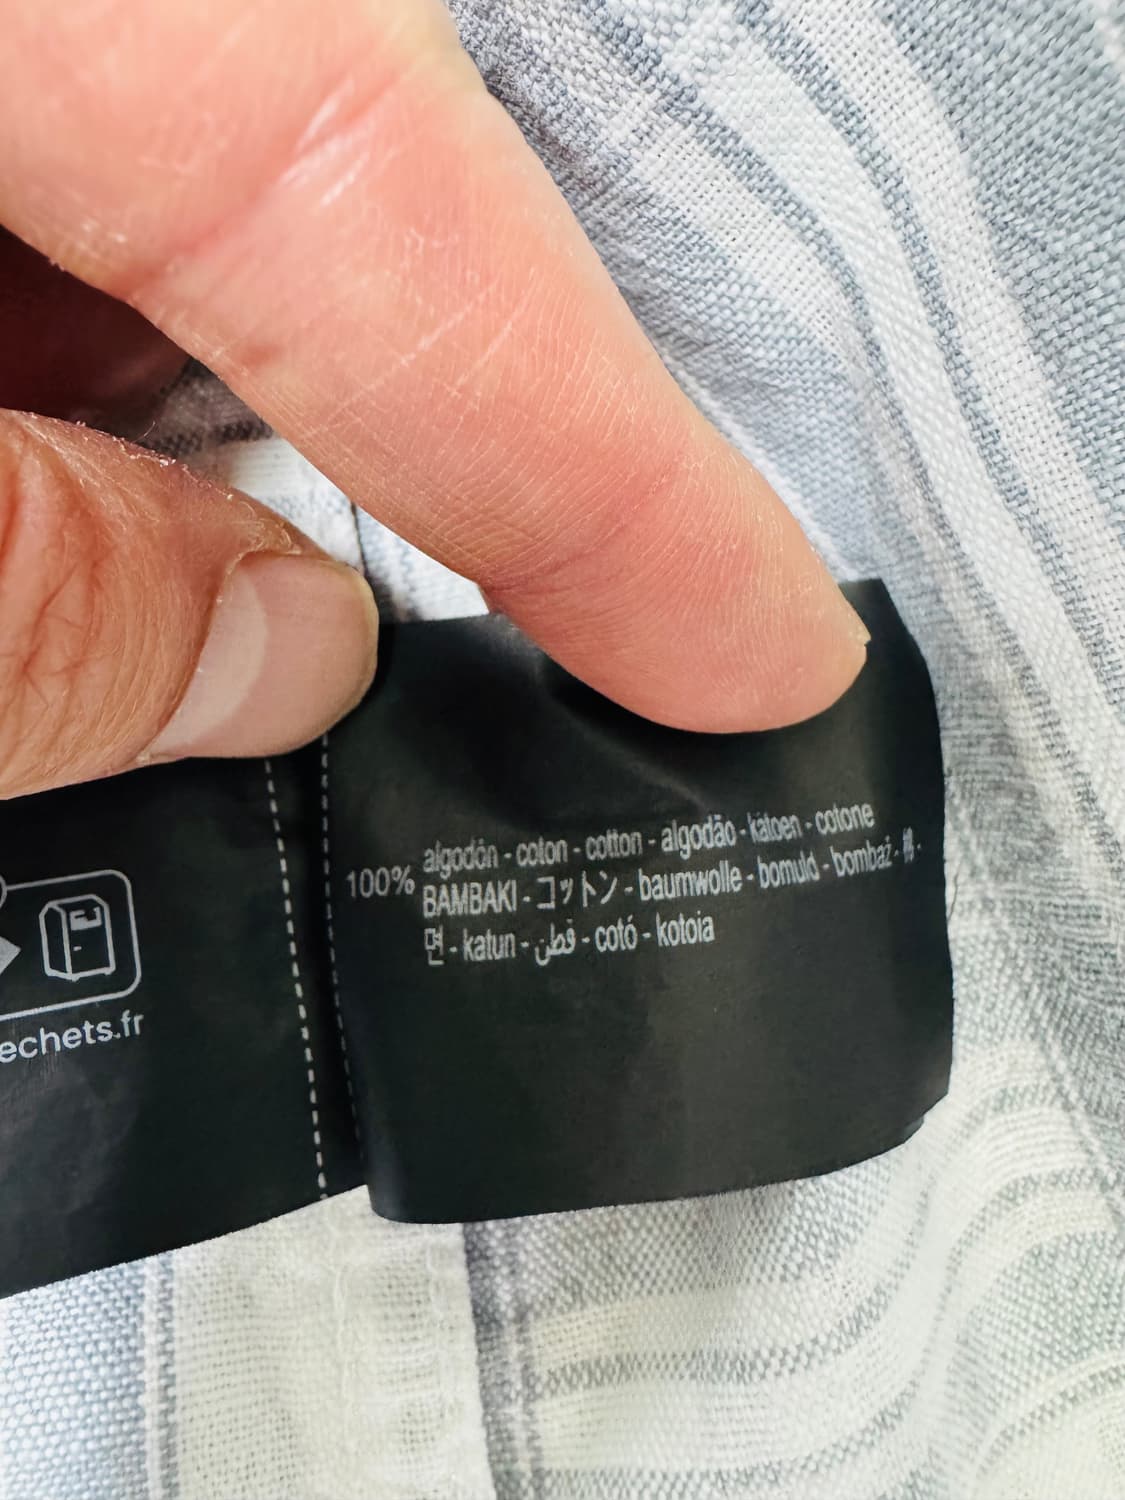 algodón - coton - cotton - algodão - katoen - cotone
100% BAMBAKI - コットン - baumwolle - bomuld - bombaž - 棉 -
면 - katun - قطن - cotó - kotoia
echets.fr